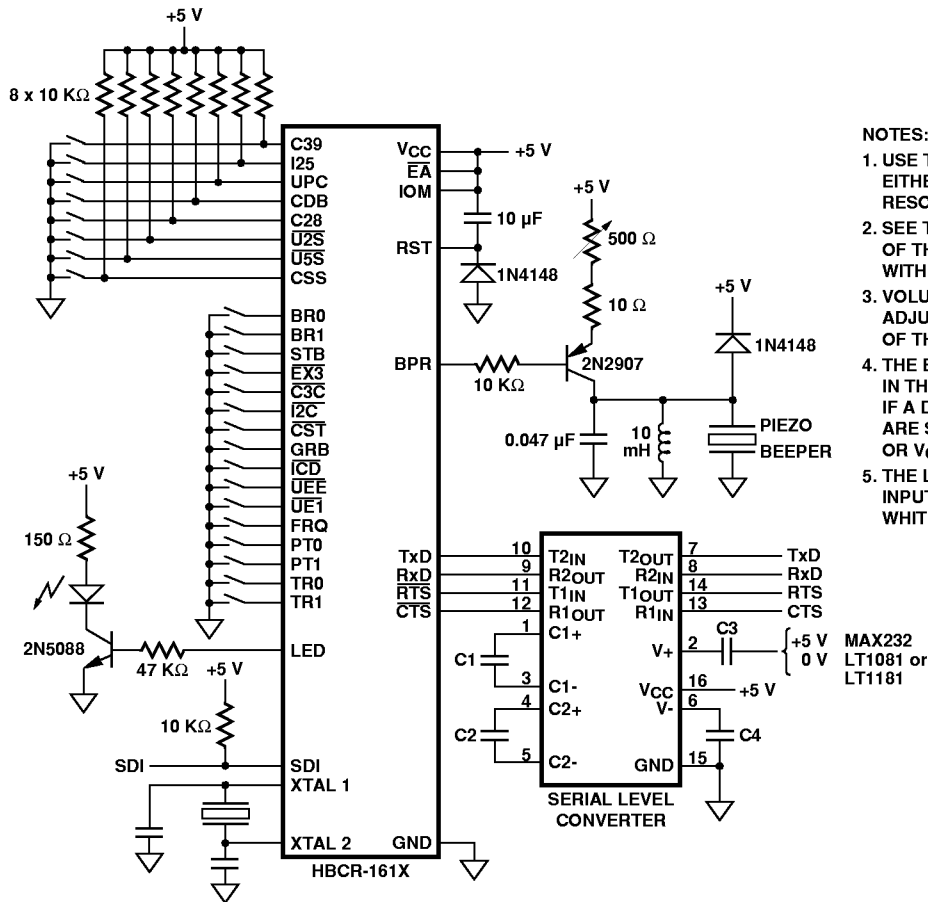 +5 V
8 x 10 KΩ
C39
I25
UPC
CDB
C28
U2S
U5S
CSS
BR0
BR1
STB
EX3
C3C
I2C
CST
GRB
ICD
UEE
UE1
FRQ
PT0
PT1
TR0
TR1
LED
SDI
XTAL 1
XTAL 2
VCC
EA
IOM
RST
BPR
TxD
RxD
RTS
CTS
GND
HBCR-161X
+5 V
10 µF
1N4148
+5 V
500 Ω
10 Ω
2N2907
10 KΩ
+5 V
1N4148
0.047 µF
10
mH
PIEZO
BEEPER
+5 V
150 Ω
2N5088
47 KΩ
+5 V
10 KΩ
SDI
10
9
11
12
1
3
4
5
C1
C2
T2IN
R2OUT
T1IN
R1OUT
C1+
C1-
C2+
C2-
T2OUT
R2IN
T1OUT
R1IN
V+
VCC
V-
GND
7
8
14
13
2
16
6
15
TxD
RxD
RTS
CTS
C3
+5 V
0 V
MAX232
LT1081 or
LT1181
+5 V
C4
SERIAL LEVEL
CONVERTER
NOTES:
1. USE T
EITHE
RESO
2. SEE T
OF TH
WITH
3. VOLU
ADJU
OF TH
4. THE E
IN TH
IF A D
ARE S
OR V
5. THE L
INPUT
WHIT